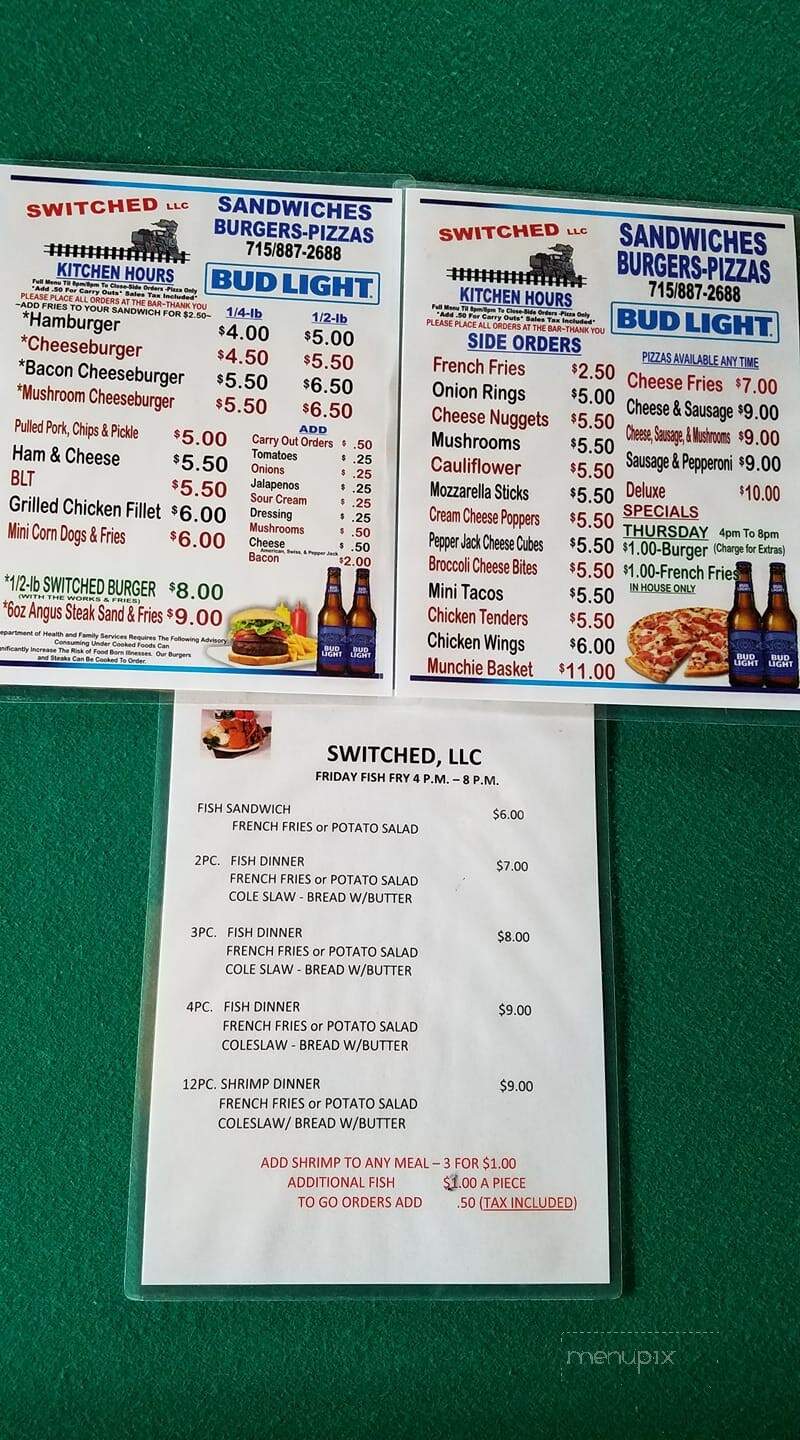 SWITCHED LLC
SANDWICHES
BURGERS-PIZZAS
715/887-2688
KITCHEN HOURS
Full Menu Til 8pm/8pm To Close-Side Orders -Pizza Only
*Add .50 For Carry Outs* Sales Tax Included*
PLEASE PLACE ALL ORDERS AT THE BAR~THANK YOU
~ADD FRIES TO YOUR SANDWICH FOR $2.50~
BUD LIGHT
1/4-lb 1/2-lb
*Hamburger $4.00 $5.00
*Cheeseburger $4.50 $5.50
*Bacon Cheeseburger $5.50 $6.50
*Mushroom Cheeseburger $5.50 $6.50
Pulled Pork, Chips & Pickle $5.00
Ham & Cheese $5.50
BLT $5.50
Grilled Chicken Fillet $6.00
Mini Corn Dogs & Fries $6.00
ADD
Carry Out Orders $ .50
Tomatoes $ .25
Onions $ .25
Jalapenos $ .25
Sour Cream $ .25
Dressing $ .25
Mushrooms $ .50
Cheese $ .50
American, Swiss, & Pepper Jack
Bacon $2.00
*1/2-lb SWITCHED BURGER $8.00
(WITH THE WORKS & FRIES)
*6oz Angus Steak Sand & Fries $9.00
epartment of Health and Family Services Requires The Following Advisory
Consuming Under Cooked Foods Can
nificantly Increase The Risk of Food Born Illnesses. Our Burgers
and Steaks Can Be Cooked To Order.
BUD LIGHT BUD LIGHT
SWITCHED LLC
SANDWICHES
BURGERS-PIZZAS
715/887-2688
KITCHEN HOURS
Full Menu Til 8pm/8pm To Close-Side Orders -Pizza Only
*Add .50 For Carry Outs* Sales Tax Included*
PLEASE PLACE ALL ORDERS AT THE BAR~THANK YOU
BUD LIGHT
SIDE ORDERS
French Fries $2.50
Onion Rings $5.00
Cheese Nuggets $5.50
Mushrooms $5.50
Cauliflower $5.50
Mozzarella Sticks $5.50
Cream Cheese Poppers $5.50
Pepper Jack Cheese Cubes $5.50
Broccoli Cheese Bites $5.50
Mini Tacos $5.50
Chicken Tenders $5.50
Chicken Wings $6.00
Munchie Basket $11.00
PIZZAS AVAILABLE ANY TIME
Cheese Fries $7.00
Cheese & Sausage $9.00
Cheese, Sausage, & Mushrooms $9.00
Sausage & Pepperoni $9.00
Deluxe $10.00
SPECIALS
THURSDAY 4pm To 8pm
$1.00-Burger (Charge for Extras)
$1.00-French Fries
IN HOUSE ONLY
BUD LIGHT BUD LIGHT
SWITCHED, LLC
FRIDAY FISH FRY 4 P.M. – 8 P.M.
FISH SANDWICH $6.00
FRENCH FRIES or POTATO SALAD
2PC. FISH DINNER $7.00
FRENCH FRIES or POTATO SALAD
COLE SLAW - BREAD W/BUTTER
3PC. FISH DINNER $8.00
FRENCH FRIES or POTATO SALAD
COLE SLAW - BREAD W/BUTTER
4PC. FISH DINNER $9.00
FRENCH FRIES or POTATO SALAD
COLESLAW - BREAD W/BUTTER
12PC. SHRIMP DINNER $9.00
FRENCH FRIES or POTATO SALAD
COLESLAW/ BREAD W/BUTTER
ADD SHRIMP TO ANY MEAL – 3 FOR $1.00
ADDITIONAL FISH $1.00 A PIECE
TO GO ORDERS ADD .50 (TAX INCLUDED)
menupix